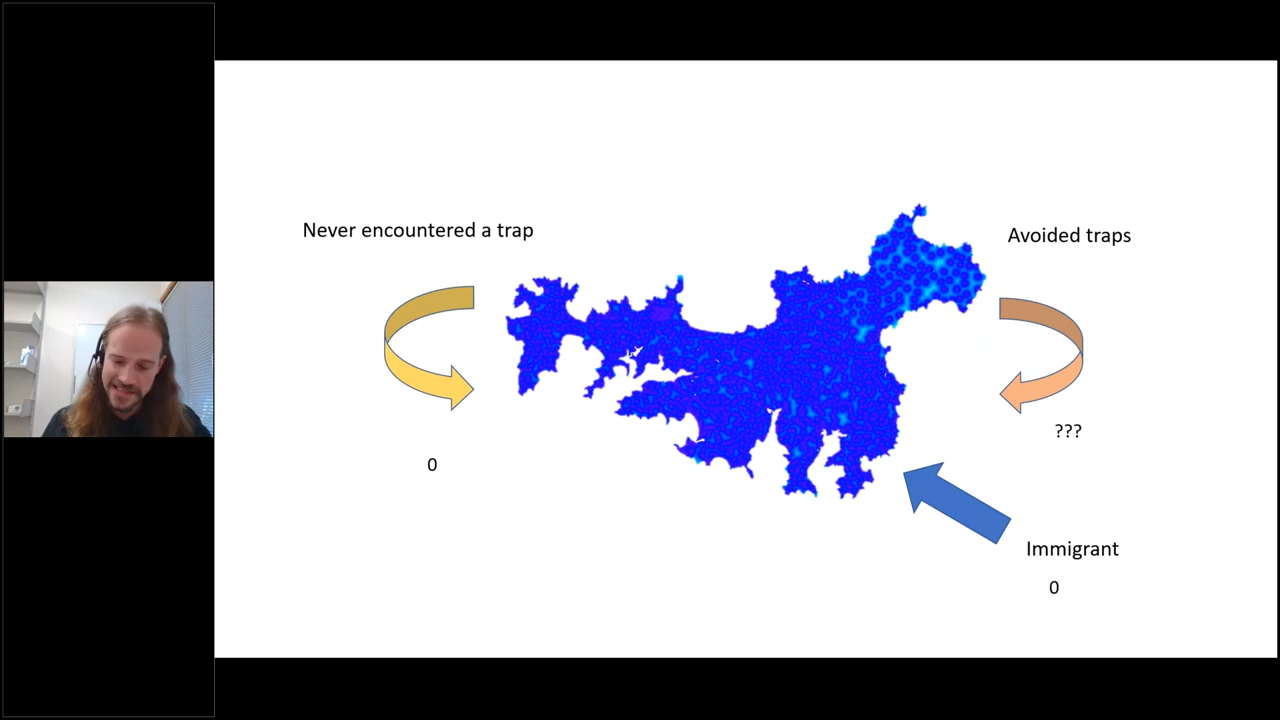 Never encountered a trap
Avoided traps
???
0
Immigrant
0